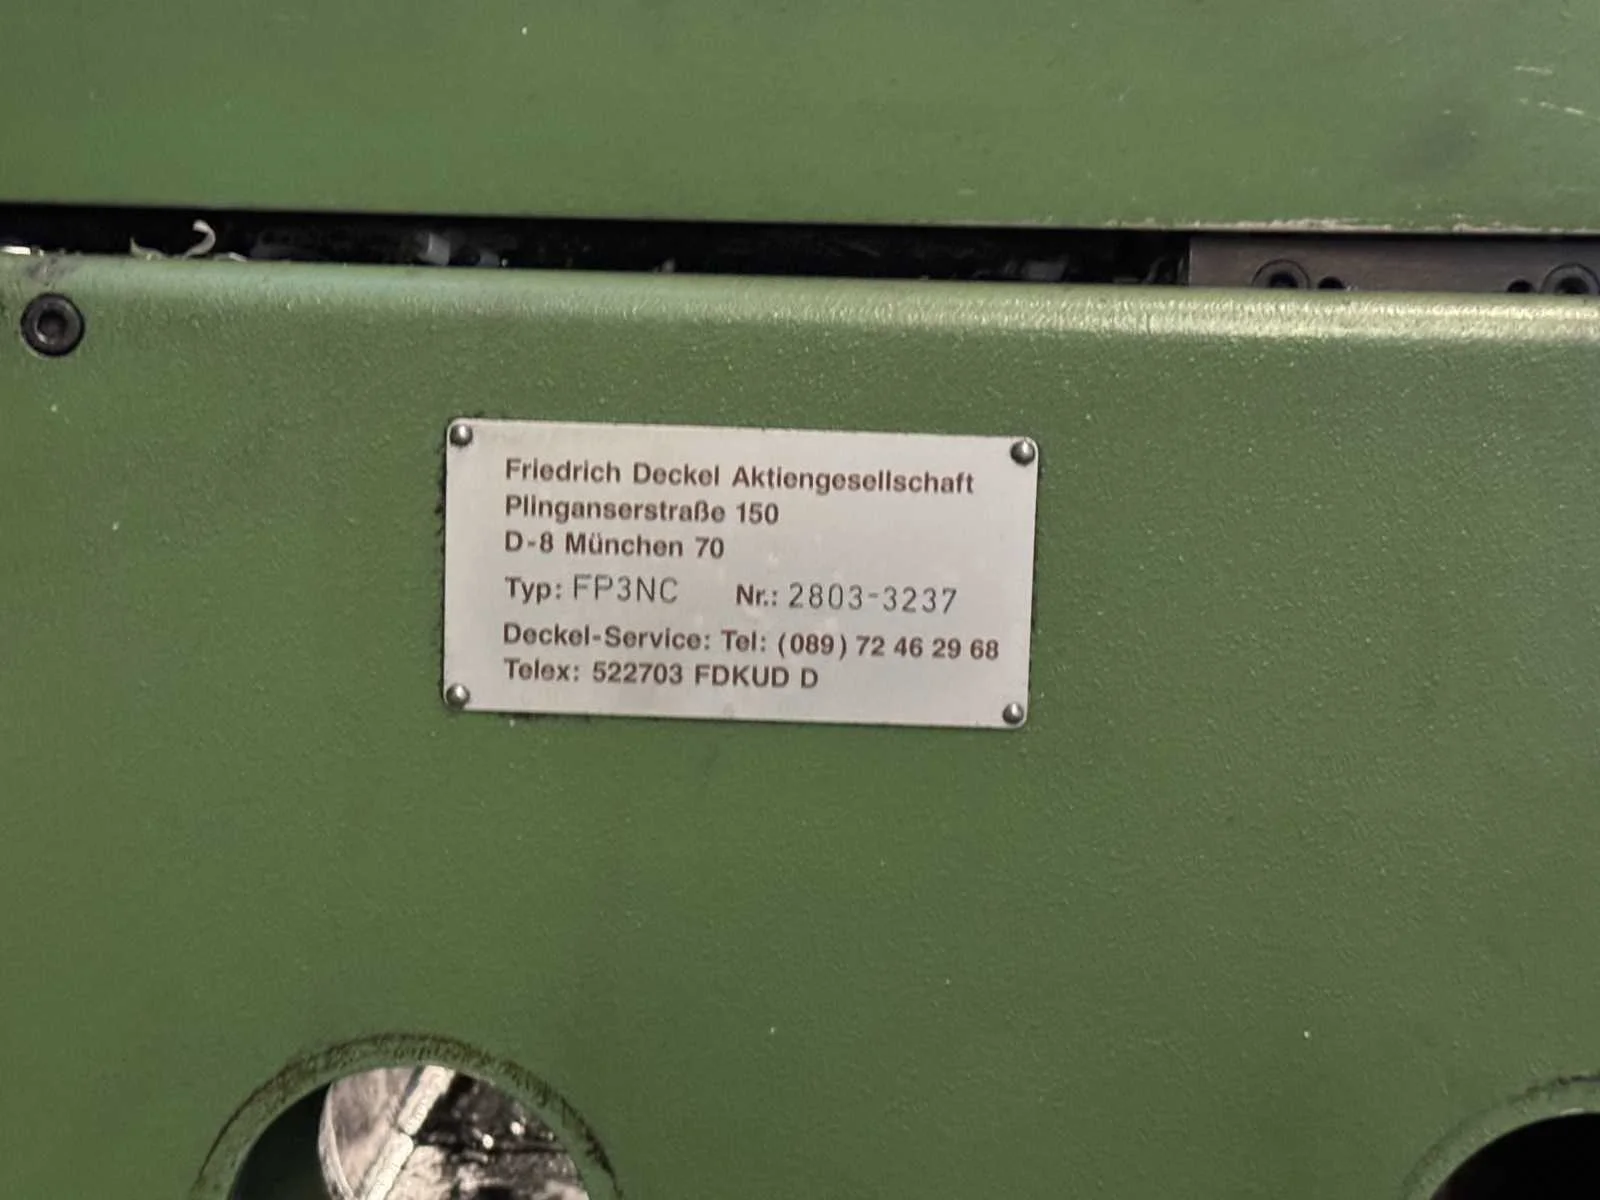 Friedrich Deckel Aktiengesellschaft
Plinganserstraße 150
D-8 München 70
Typ: FP3NC Nr.: 2803-3237
Deckel-Service: Tel: (089) 72 46 29 68
Telex: 522703 FDKUD D